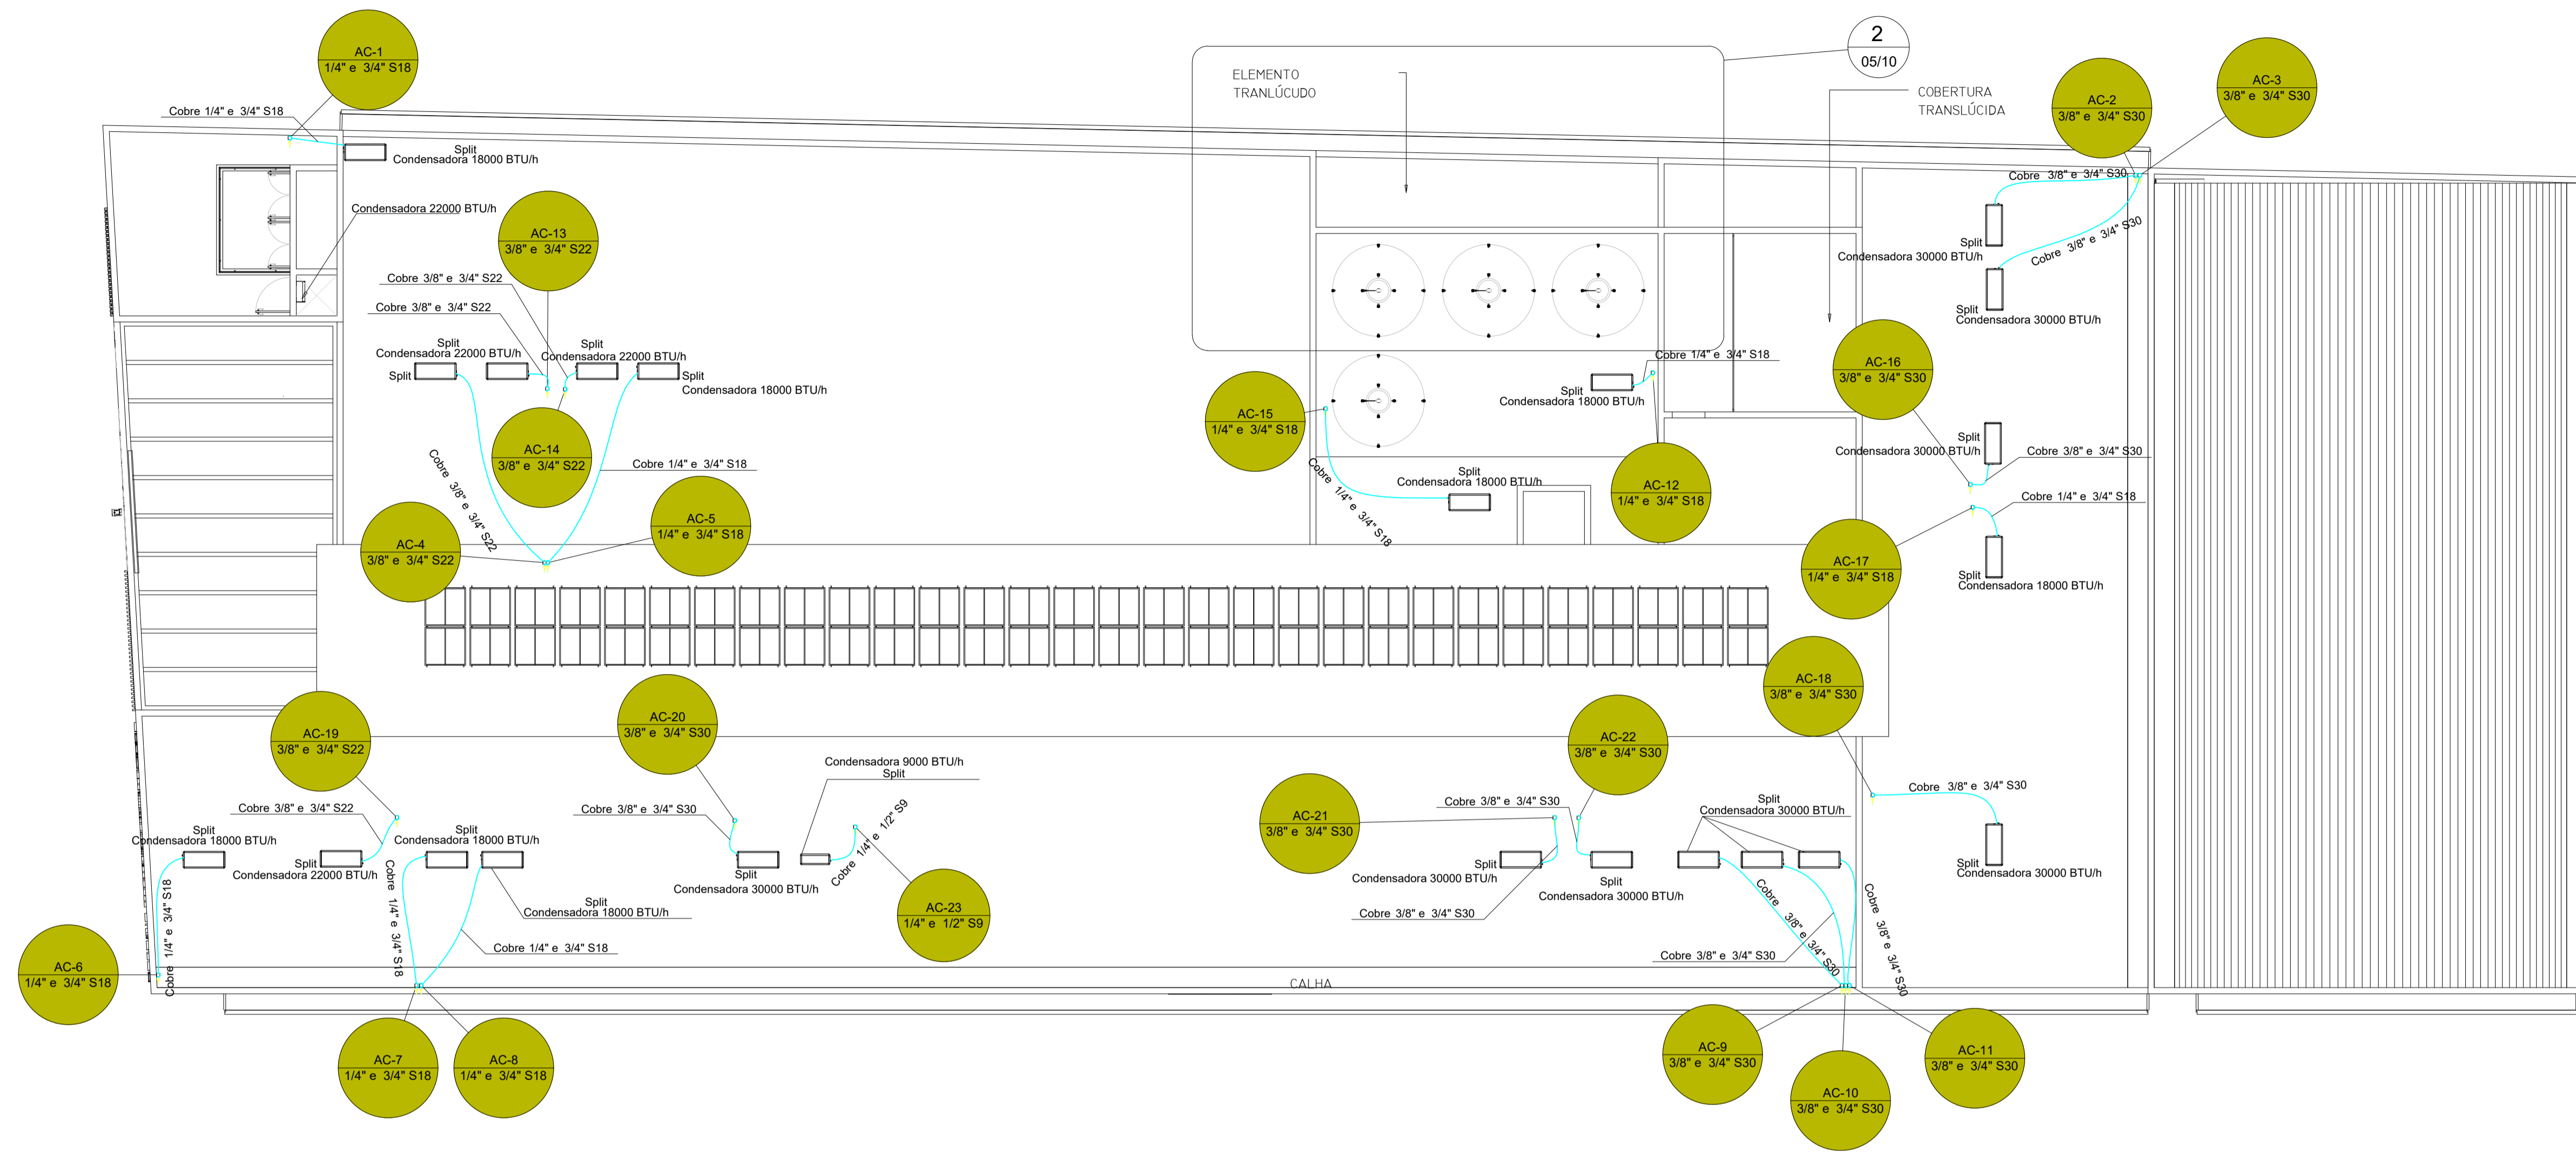 AC-1
1/4" e 3/4" S18
Cobre 1/4" e 3/4" S18
Split
Condensadora 18000 BTU/h
Condensadora 22000 BTU/h
ELEMENTO
TRANLÚCUDO
2
05/10
COBERTURA
TRANSLÚCIDA
AC-2
3/8" e 3/4" S30
AC-3
3/8" e 3/4" S30
Cobre 3/8" e 3/4" S30
Split
Condensadora 30000 BTU/h
Cobre 3/8" e 3/4" S30
Split
Condensadora 30000 BTU/h
AC-13
3/8" e 3/4" S22
Cobre 3/8" e 3/4" S22
Cobre 3/8" e 3/4" S22
Split
Condensadora 22000 BTU/h
Split
Split
Condensadora 22000 BTU/h
Split
Condensadora 18000 BTU/h
AC-14
3/8" e 3/4" S22
Cobre 3/8" e 3/4" S22
Cobre 1/4" e 3/4" S18
AC-4
3/8" e 3/4" S22
AC-5
1/4" e 3/4" S18
AC-15
1/4" e 3/4" S18
Cobre 1/4" e 3/4" S18
Split
Condensadora 18000 BTU/h
Cobre 1/4" e 3/4" S18
Split
Condensadora 18000 BTU/h
AC-12
1/4" e 3/4" S18
AC-16
3/8" e 3/4" S30
Split
Condensadora 30000 BTU/h
Cobre 3/8" e 3/4" S30
Cobre 1/4" e 3/4" S18
AC-17
1/4" e 3/4" S18
Split
Condensadora 18000 BTU/h
AC-18
3/8" e 3/4" S30
Cobre 3/8" e 3/4" S30
Split
Condensadora 30000 BTU/h
AC-19
3/8" e 3/4" S22
Cobre 3/8" e 3/4" S22
Split
Condensadora 18000 BTU/h
Split
Condensadora 22000 BTU/h
Split
Condensadora 18000 BTU/h
Cobre 1/4" e 3/4" S18
Cobre 1/4" e 3/4" S18
Split
Condensadora 18000 BTU/h
Cobre 1/4" e 3/4" S18
AC-20
3/8" e 3/4" S30
Cobre 3/8" e 3/4" S30
Split
Condensadora 30000 BTU/h
Condensadora 9000 BTU/h
Split
Cobre 1/4" e 1/2" S9
AC-23
1/4" e 1/2" S9
AC-21
3/8" e 3/4" S30
AC-22
3/8" e 3/4" S30
Cobre 3/8" e 3/4" S30
Split
Condensadora 30000 BTU/h
Split
Condensadora 30000 BTU/h
Cobre 3/8" e 3/4" S30
Split
Condensadora 30000 BTU/h
Cobre 3/8" e 3/4" S30
Cobre 3/8" e 3/4" S30
Cobre 3/8" e 3/4" S30
CALHA
AC-6
1/4" e 3/4" S18
AC-7
1/4" e 3/4" S18
AC-8
1/4" e 3/4" S18
AC-9
3/8" e 3/4" S30
AC-10
3/8" e 3/4" S30
AC-11
3/8" e 3/4" S30